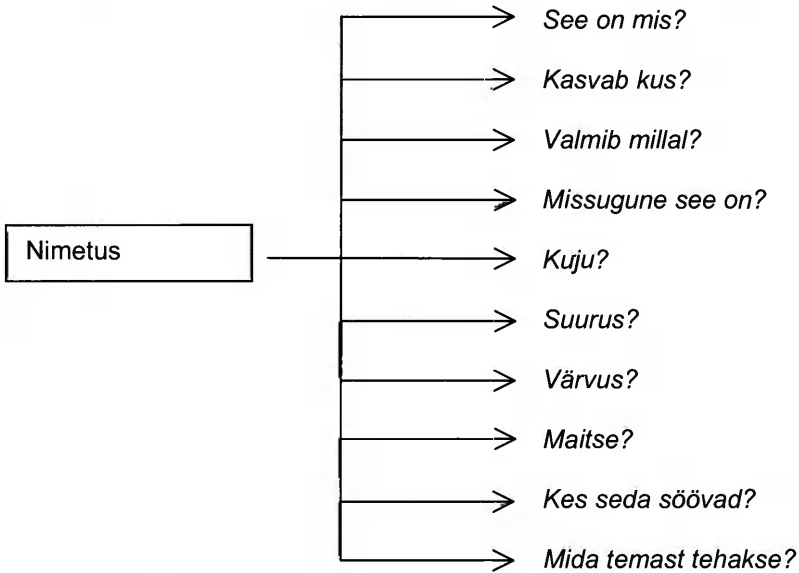 See on mis?
Kasvab kus?
Valmib millal?
Missugune see on?
Nimetus
Kuju?
Suurus?
Värvus?
Maitse?
Kes seda söövad?
Mida temast tehakse?